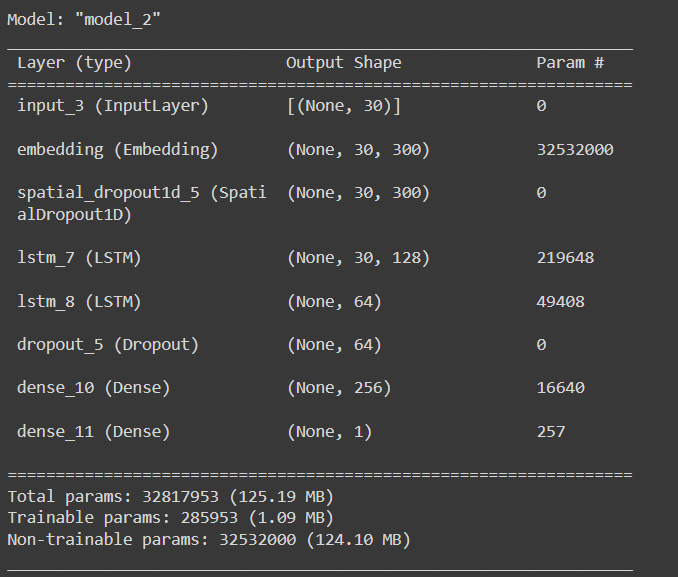 Model: "model_2"
_________________________________________________________________
Layer (type) Output Shape Param #
=================================================================
input_3 (InputLayer) [(None, 30)] 0
embedding (Embedding) (None, 30, 300) 32532000
spatial_dropout1d_5 (Spati (None, 30, 300) 0
alDropout1D)
lstm_7 (LSTM) (None, 30, 128) 219648
lstm_8 (LSTM) (None, 64) 49408
dropout_5 (Dropout) (None, 64) 0
dense_10 (Dense) (None, 256) 16640
dense_11 (Dense) (None, 1) 257
=================================================================
Total params: 32817953 (125.19 MB)
Trainable params: 285953 (1.09 MB)
Non-trainable params: 32532000 (124.10 MB)
_________________________________________________________________